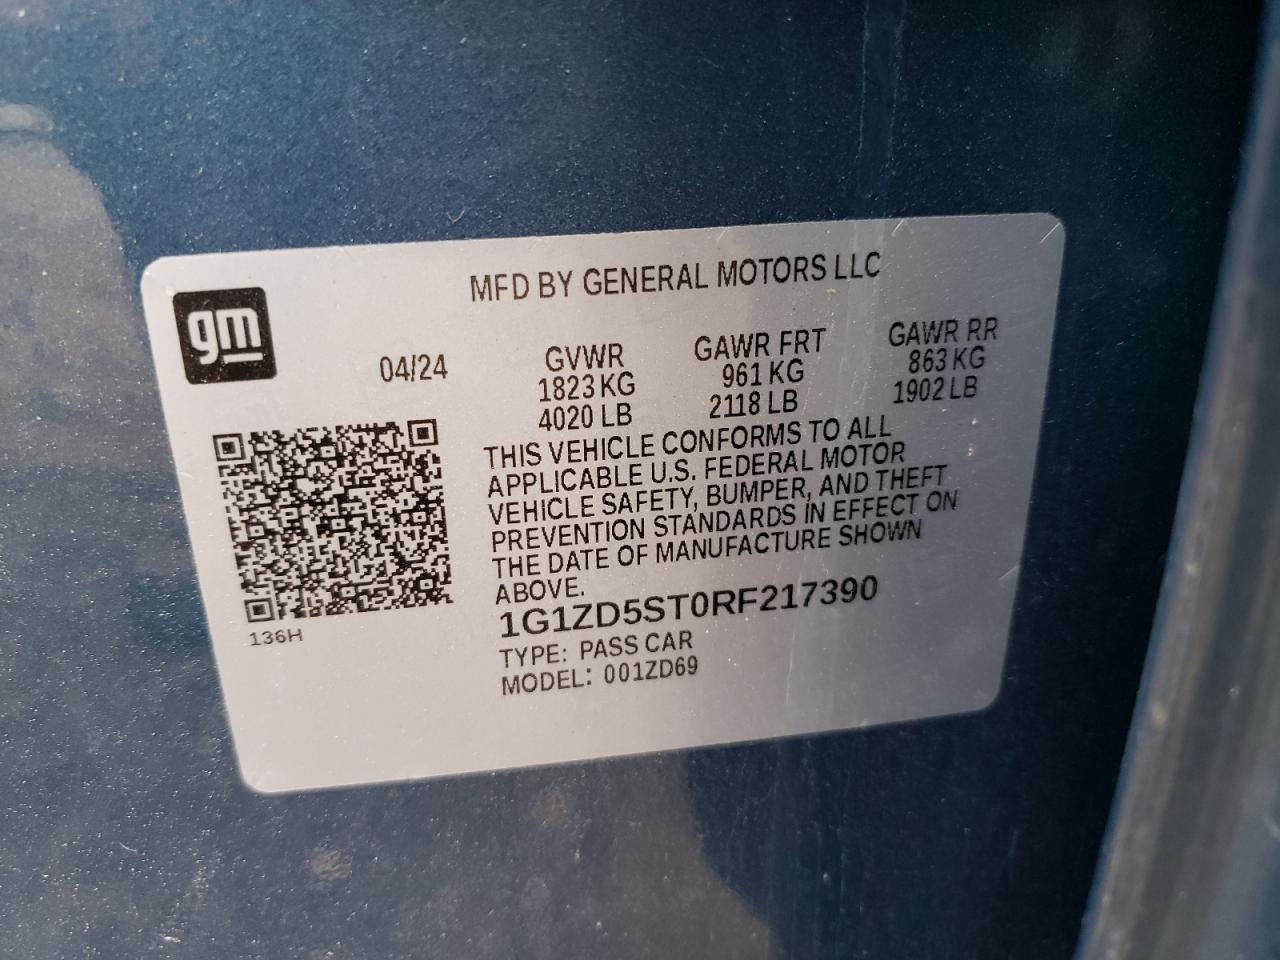 gm
MFD BY GENERAL MOTORS LLC
04/24
GVWR
1823 KG
4020 LB
GAWR FRT
961 KG
2118 LB
GAWR RR
863 KG
1902 LB
THIS VEHICLE CONFORMS TO ALL
APPLICABLE U.S. FEDERAL MOTOR
VEHICLE SAFETY, BUMPER, AND THEFT
PREVENTION STANDARDS IN EFFECT ON
THE DATE OF MANUFACTURE SHOWN
ABOVE.
1G1ZD5ST0RF217390
TYPE: PASS CAR
MODEL: 001ZD69
136H